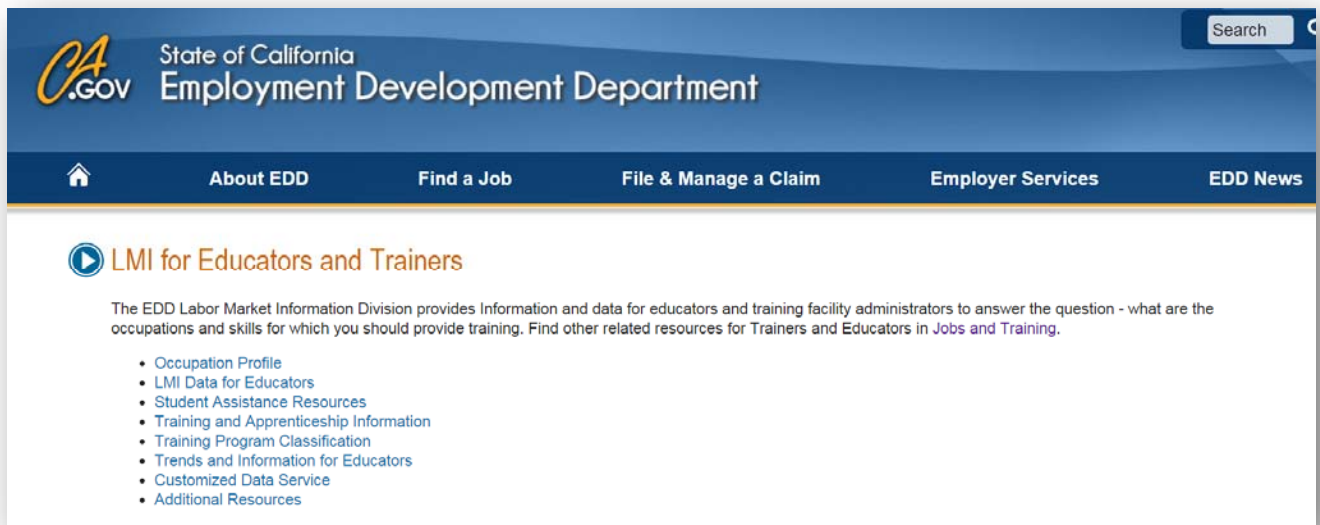 Search
CA
.GOV
State of California
Employment Development Department
About EDD
Find a Job
File & Manage a Claim
Employer Services
EDD News
LMI for Educators and Trainers
The EDD Labor Market Information Division provides Information and data for educators and training facility administrators to answer the question - what are the
occupations and skills for which you should provide training. Find other related resources for Trainers and Educators in Jobs and Training.
• Occupation Profile
• LMI Data for Educators
• Student Assistance Resources
• Training and Apprenticeship Information
• Training Program Classification
• Trends and Information for Educators
• Customized Data Service
• Additional Resources